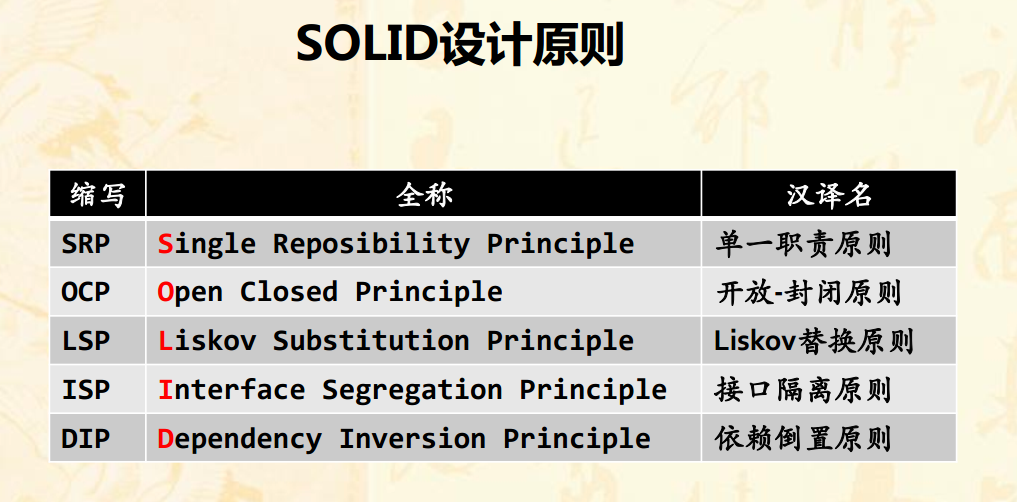 SOLID设计原则
缩写 全称 汉译名
SRP Single Reposibility Principle 单一职责原则
OCP Open Closed Principle 开放-封闭原则
LSP Liskov Substitution Principle Liskov替换原则
ISP Interface Segregation Principle 接口隔离原则
DIP Dependency Inversion Principle 依赖倒置原则